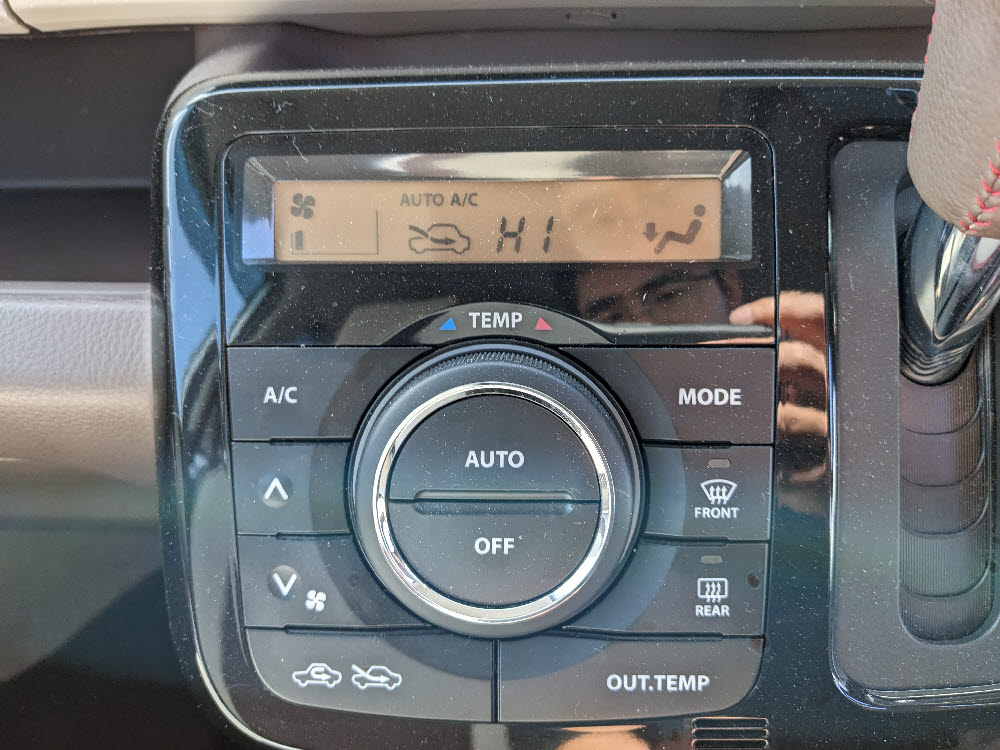 AUTO A/C
HI
TEMP
A/C
MODE
AUTO
FRONT
OFF
REAR
OUT.TEMP